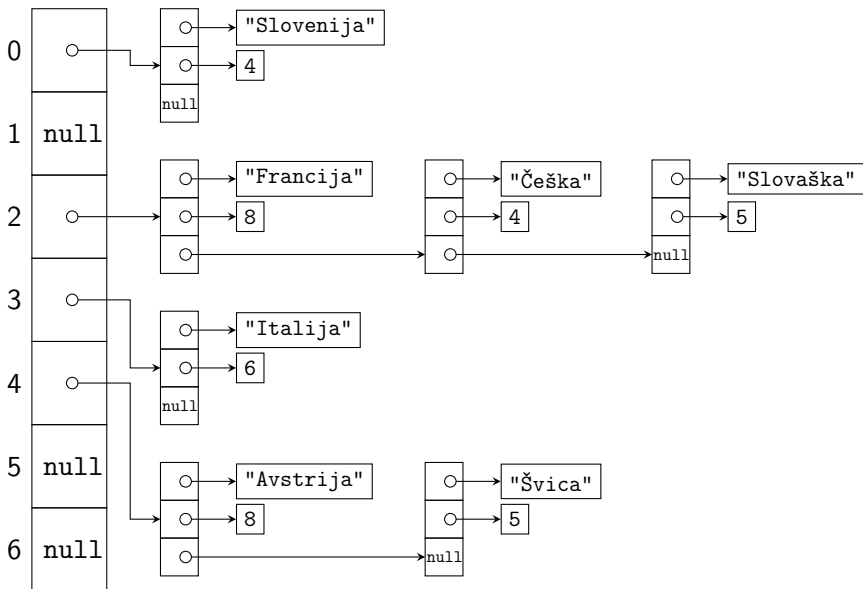 0
"Slovenija"
4
null
1 null
2
"Francija" "Češka" "Slovaška"
8 4 5
null
3
"Italija"
6
null
4
5 null
"Avstrija" "Švica"
8 5
6 null null